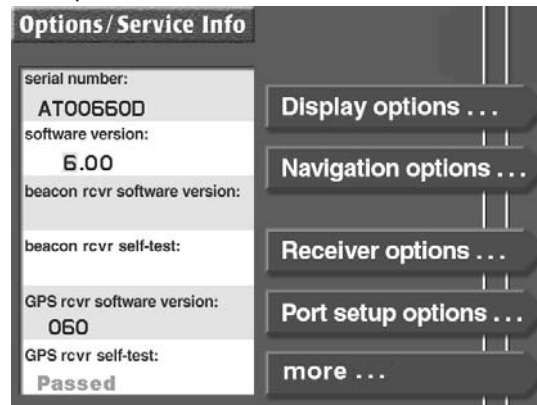 Options/Service Info
serial number:
AT00660D
software version:
6.00
beacon rcvr software version:
beacon rcvr self-test:
GPS rcvr software version:
060
GPS rcvr self-test:
Passed
Display options ...
Navigation options ...
Receiver options ...
Port setup options ...
more ...